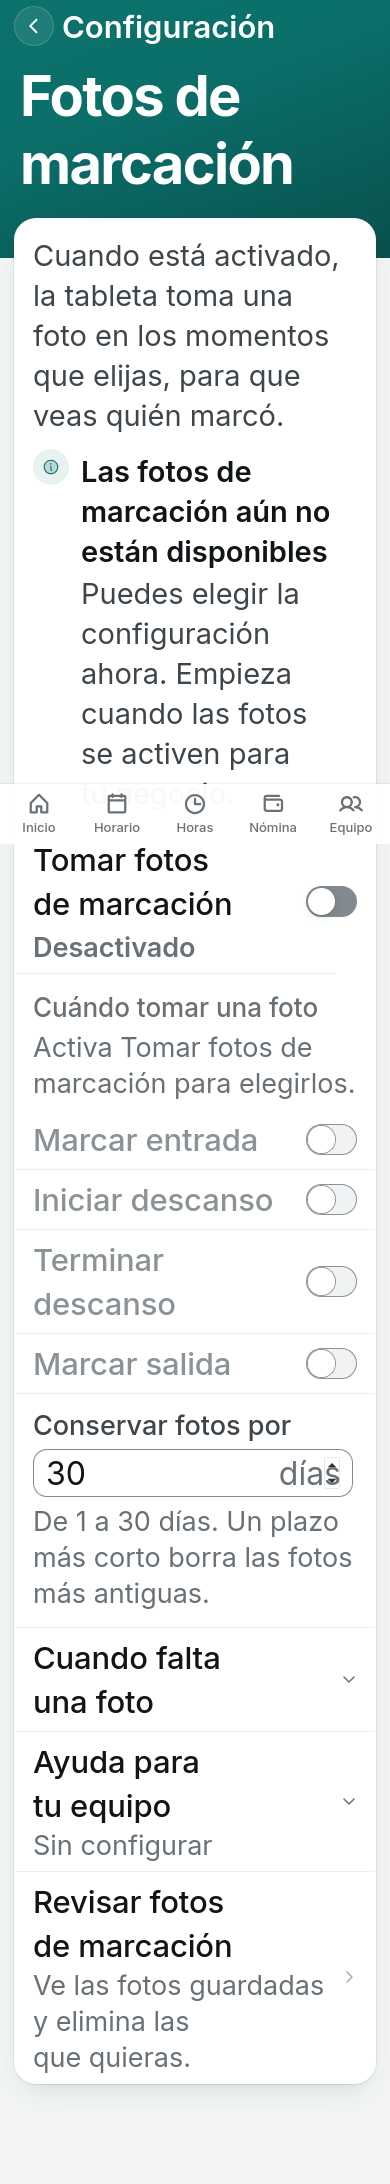 Configuración
Fotos de
marcación
Cuando está activado,
la tableta toma una
foto en los momentos
que elijas, para que
veas quién marcó.
Las fotos de
marcación aún no
están disponibles
Puedes elegir la
configuración
ahora. Empieza
cuando las fotos
se activen para
tu negocio.
Inicio
Horario
Horas
Nómina
Equipo
Tomar fotos
de marcación
Desactivado
Cuándo tomar una foto
Activa Tomar fotos de
marcación para elegirlos.
Marcar entrada
Iniciar descanso
Terminar
descanso
Marcar salida
Conservar fotos por
30 días
De 1 a 30 días. Un plazo
más corto borra las fotos
más antiguas.
Cuando falta
una foto
Ayuda para
tu equipo
Sin configurar
Revisar fotos
de marcación
Ve las fotos guardadas
y elimina las
que quieras.